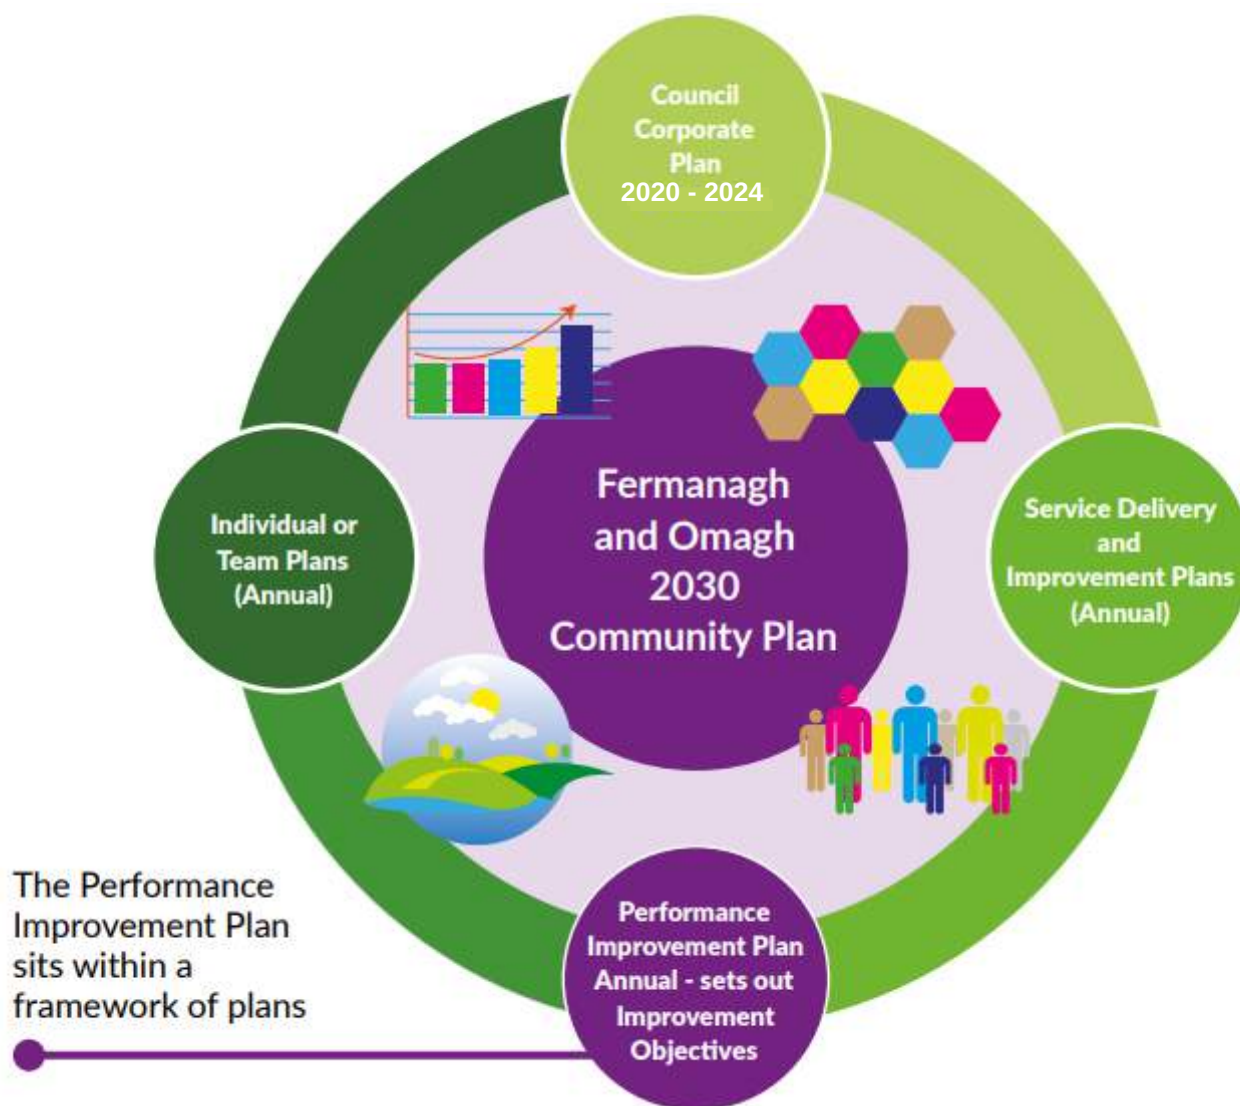 Council
Corporate
Plan
2020 - 2024
Individual or
Team Plans
(Annual)
Fermanagh
and Omagh
2030
Community Plan
Service Delivery
and
Improvement Plans
(Annual)
The Performance
Improvement Plan
sits within a
framework of plans
Performance
Improvement Plan
Annual - sets out
Improvement
Objectives